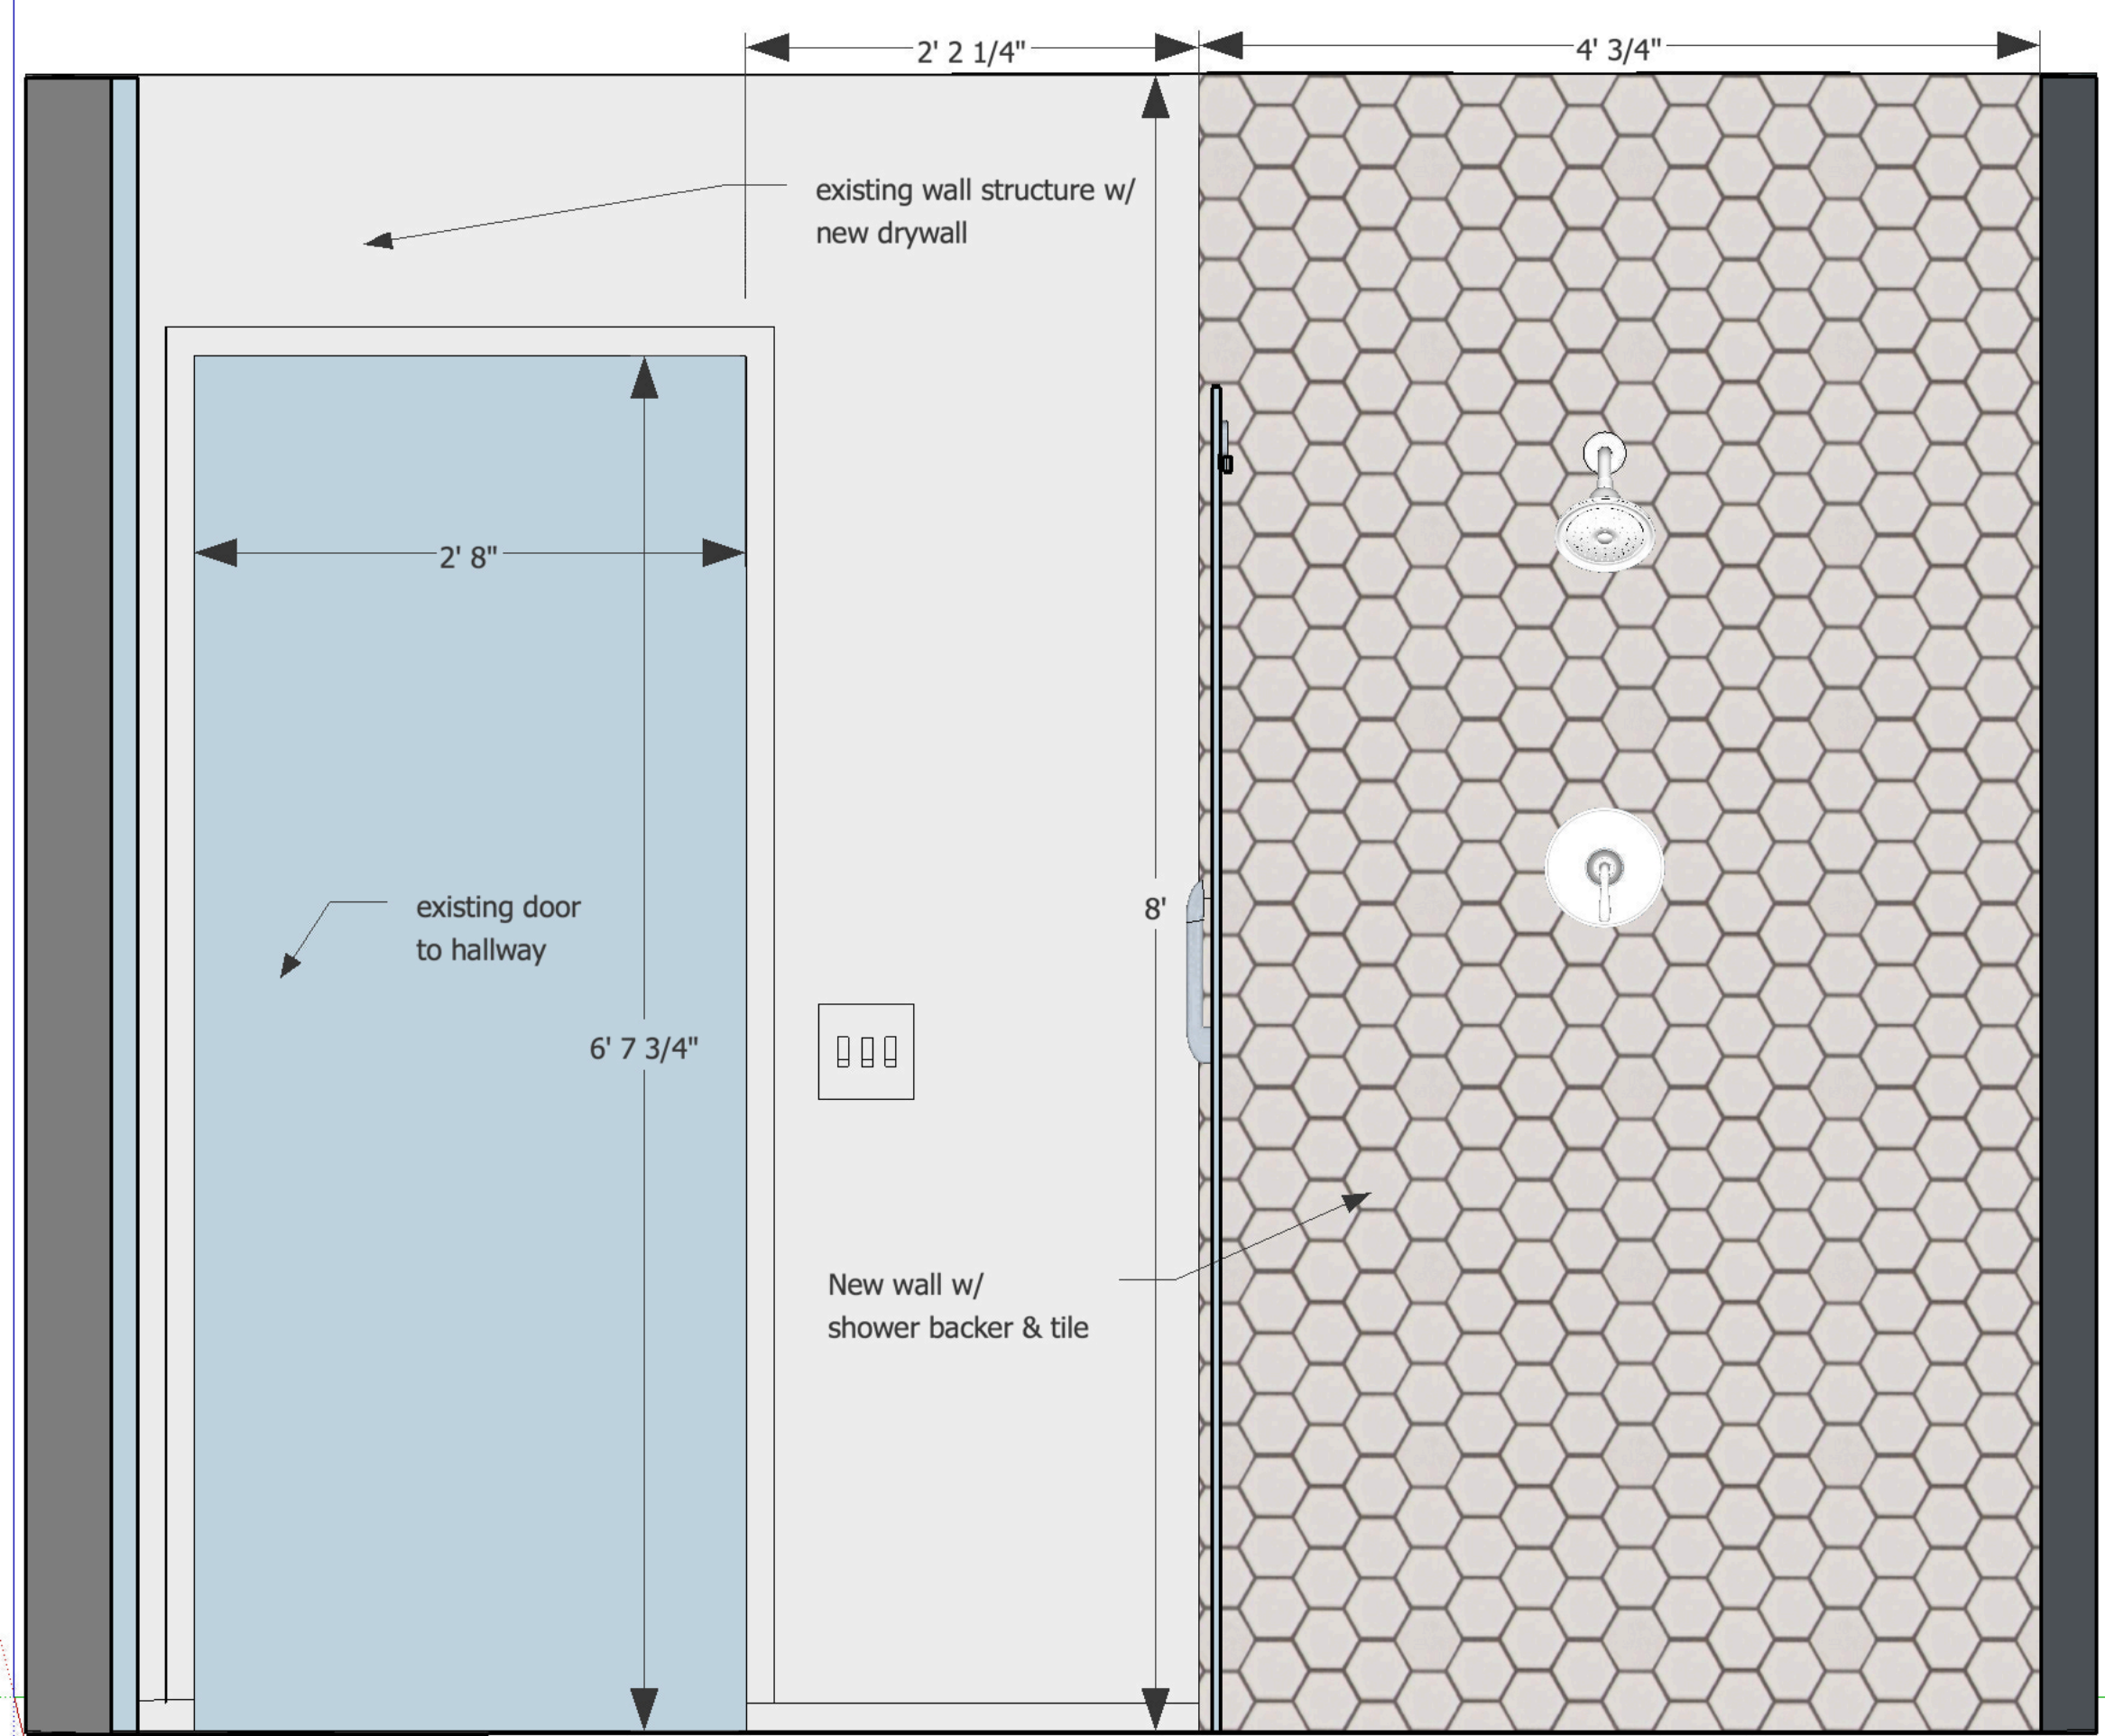 2' 2 1/4"
4' 3/4"
existing wall structure w/
new drywall
2' 8"
existing door
to hallway
8'
6' 7 3/4"
New wall w/
shower backer & tile